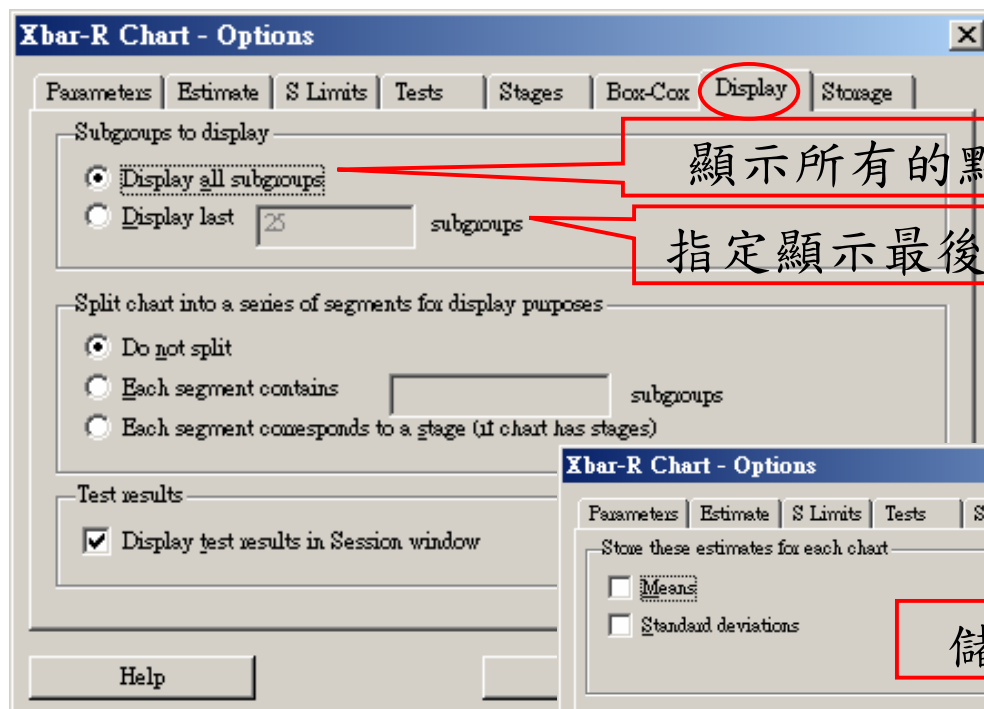 Xbar-R Chart - Options
Parameters Estimate S Limits Tests Stages Box-Cox Display Storage
Subgroups to display
Display all subgroups
顯示所有的點
Display last 25 subgroups
指定顯示最後
Split chart into a series of segments for display purposes
Do not split
Each segment contains subgroups
Each segment corresponds to a stage (if chart has stages)
Test results
Display test results in Session window
Help
Xbar-R Chart - Options
Parameters Estimate S Limits Tests S
Store these estimates for each chart
Means
Standard deviations
儲